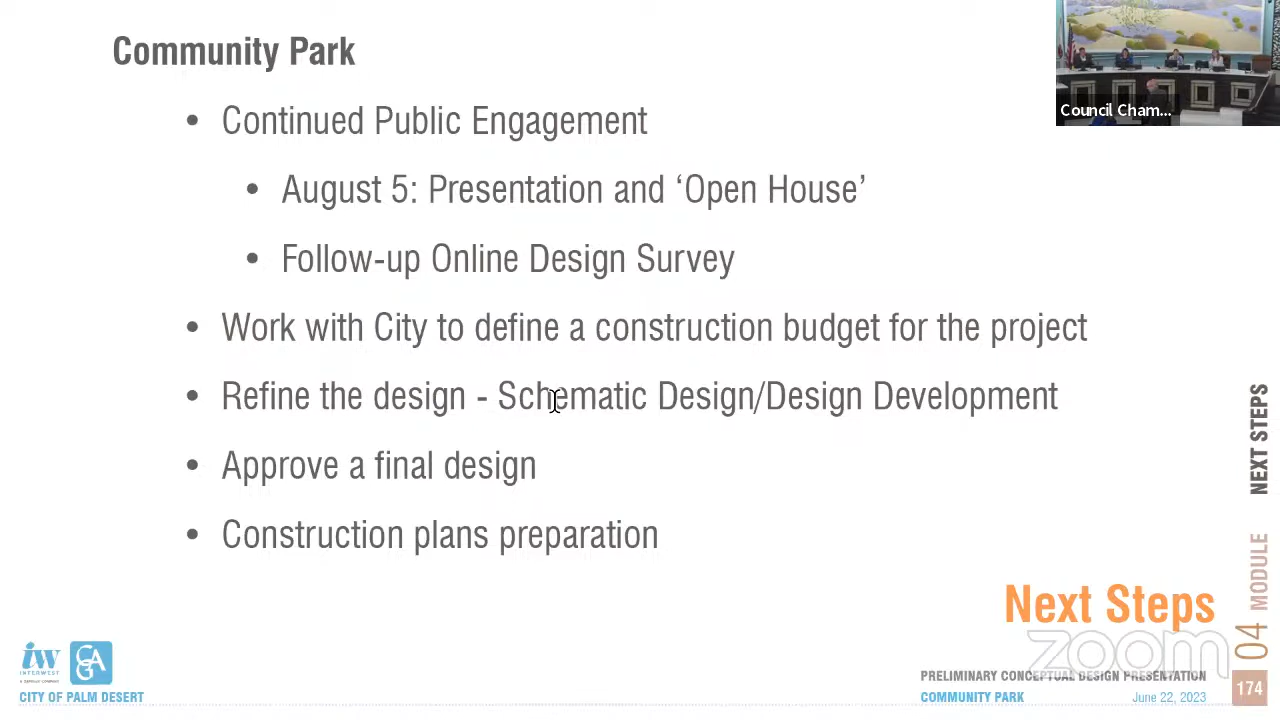 Community Park
Council Cham...
• Continued Public Engagement
• August 5: Presentation and ‘Open House’
• Follow-up Online Design Survey
• Work with City to define a construction budget for the project
• Refine the design - Schematic Design/Design Development
• Approve a final design
• Construction plans preparation
Next Steps
zoom
iw
INTERWEST
CITY OF PALM DESERT
PRELIMINARY CONCEPTUAL DESIGN PRESENTATION
COMMUNITY PARK
June 22, 2023
174
04 MODULE NEXT STEPS